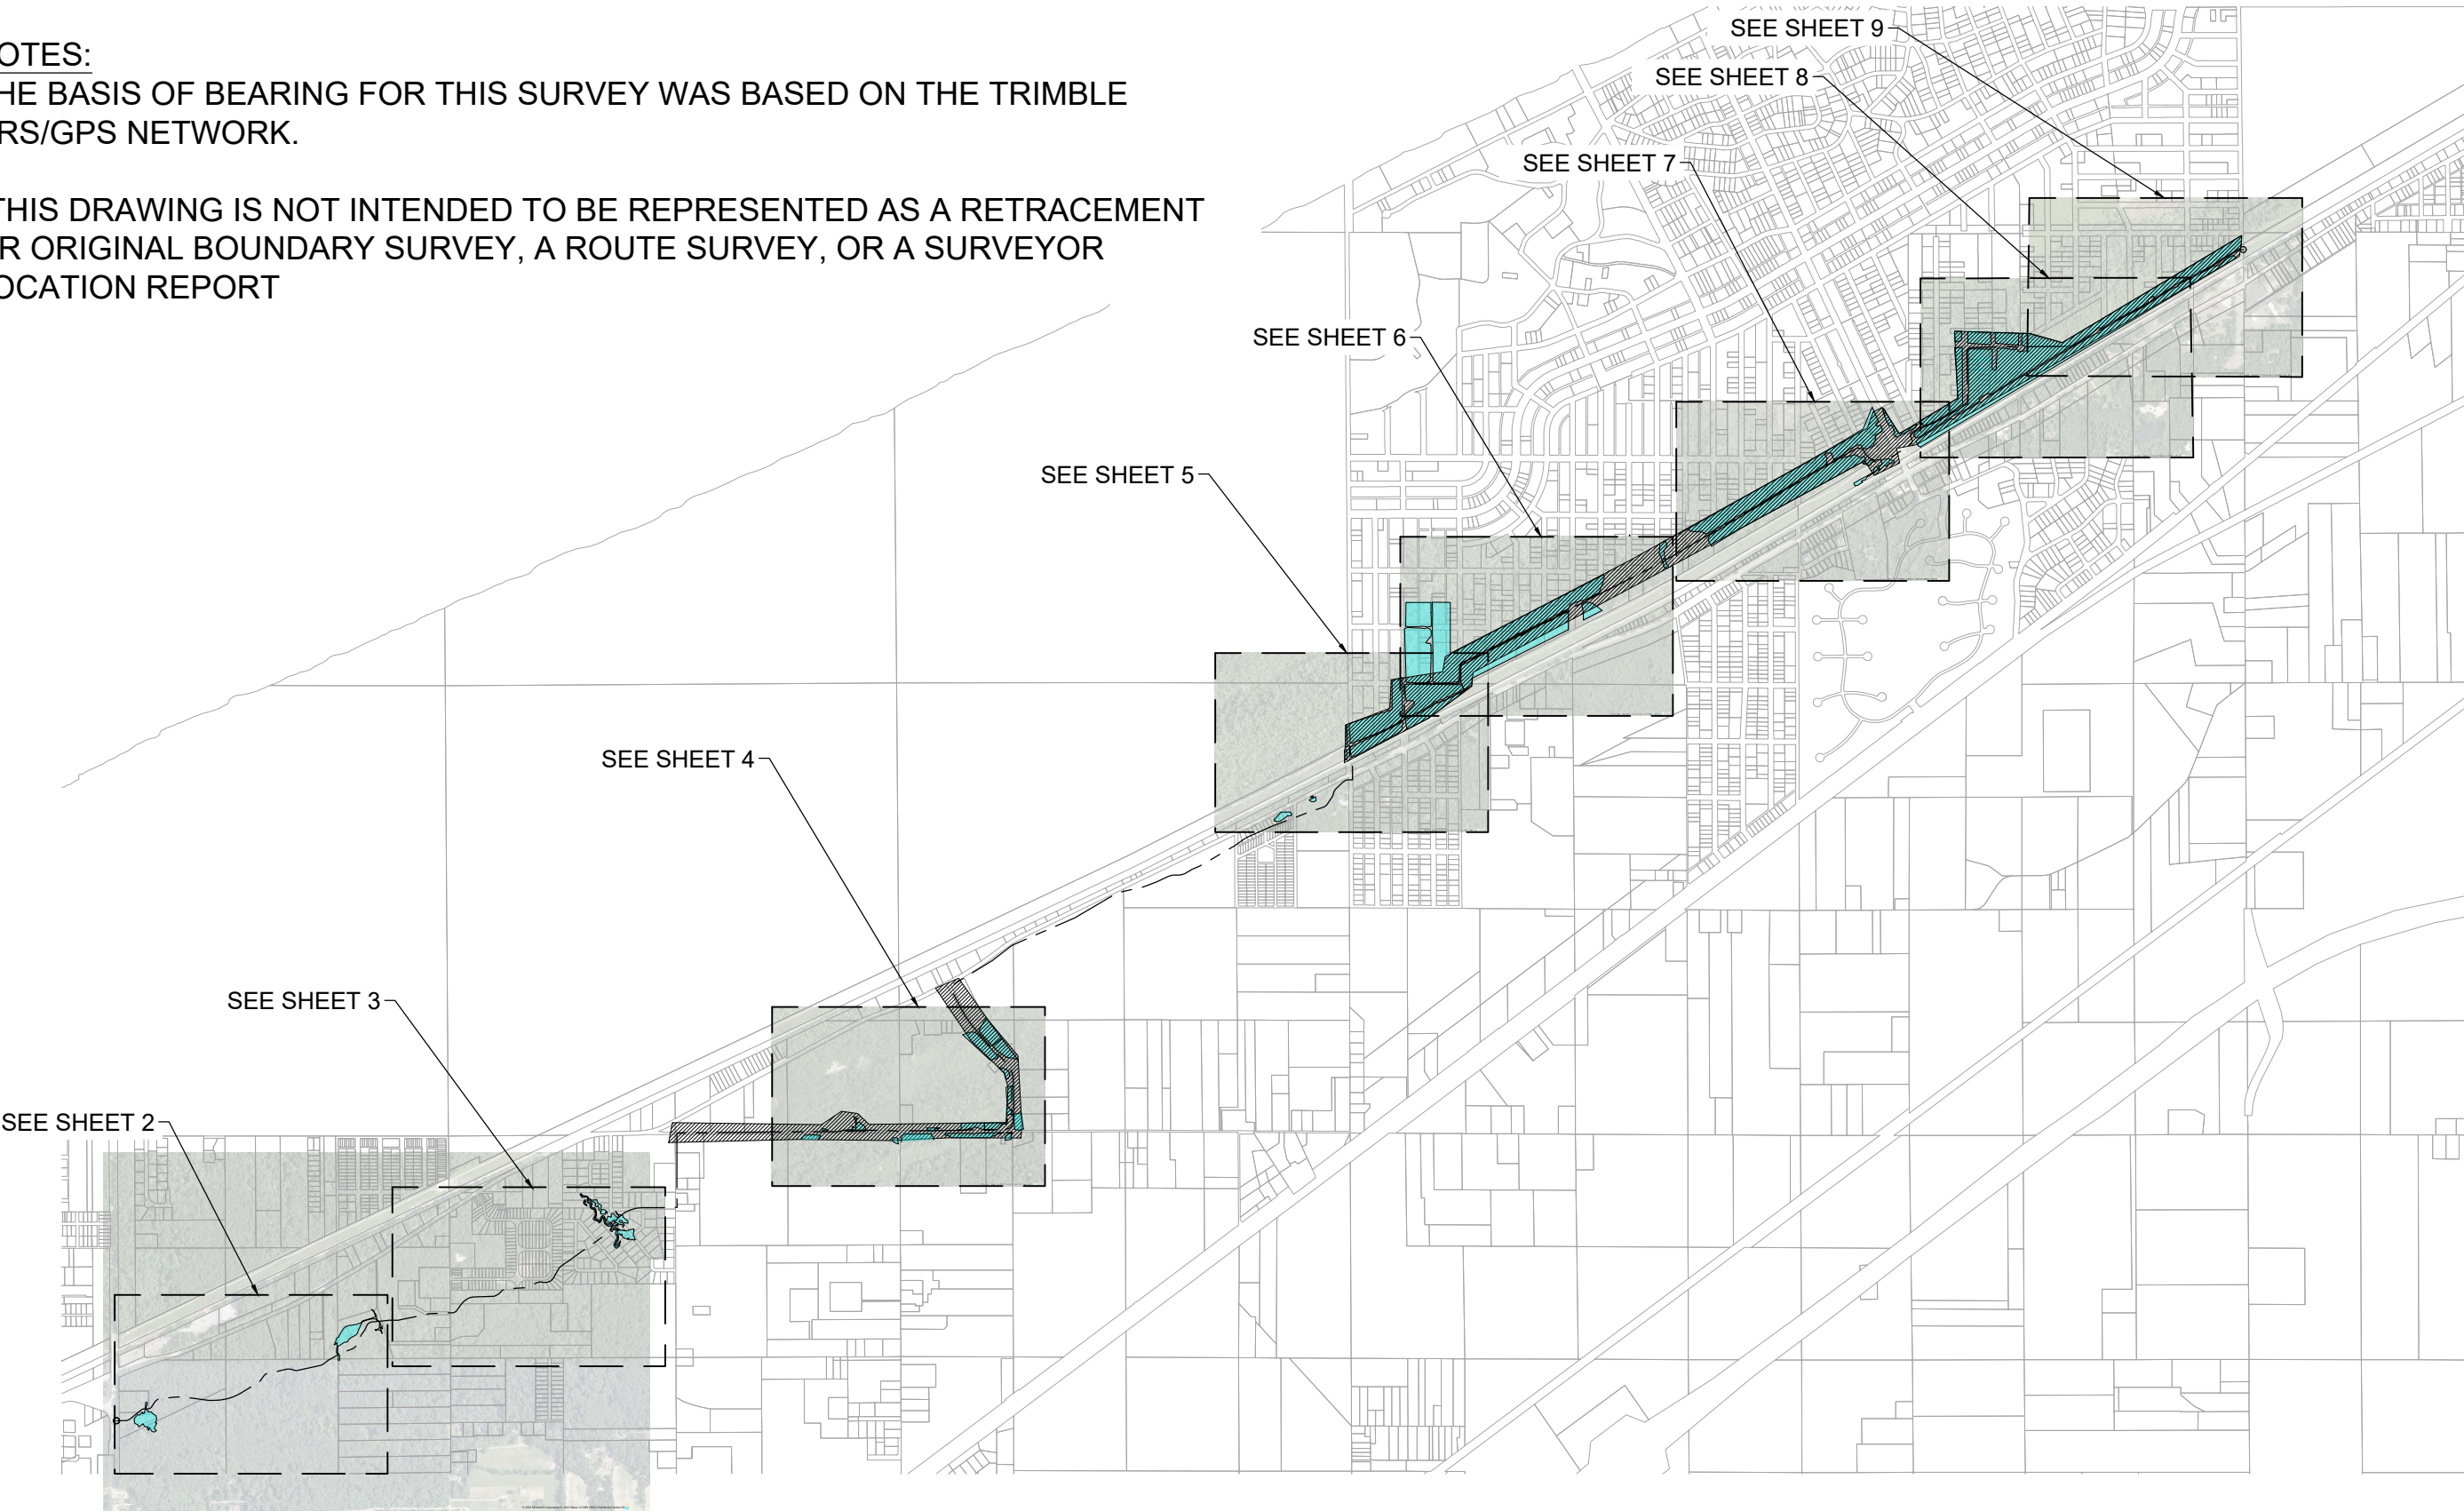 OTES:
HE BASIS OF BEARING FOR THIS SURVEY WAS BASED ON THE TRIMBLE
RS/GPS NETWORK.
THIS DRAWING IS NOT INTENDED TO BE REPRESENTED AS A RETRACEMENT
R ORIGINAL BOUNDARY SURVEY, A ROUTE SURVEY, OR A SURVEYOR
OCATION REPORT
SEE SHEET 9
SEE SHEET 8
SEE SHEET 7
SEE SHEET 6
SEE SHEET 5
SEE SHEET 4
SEE SHEET 3
SEE SHEET 2